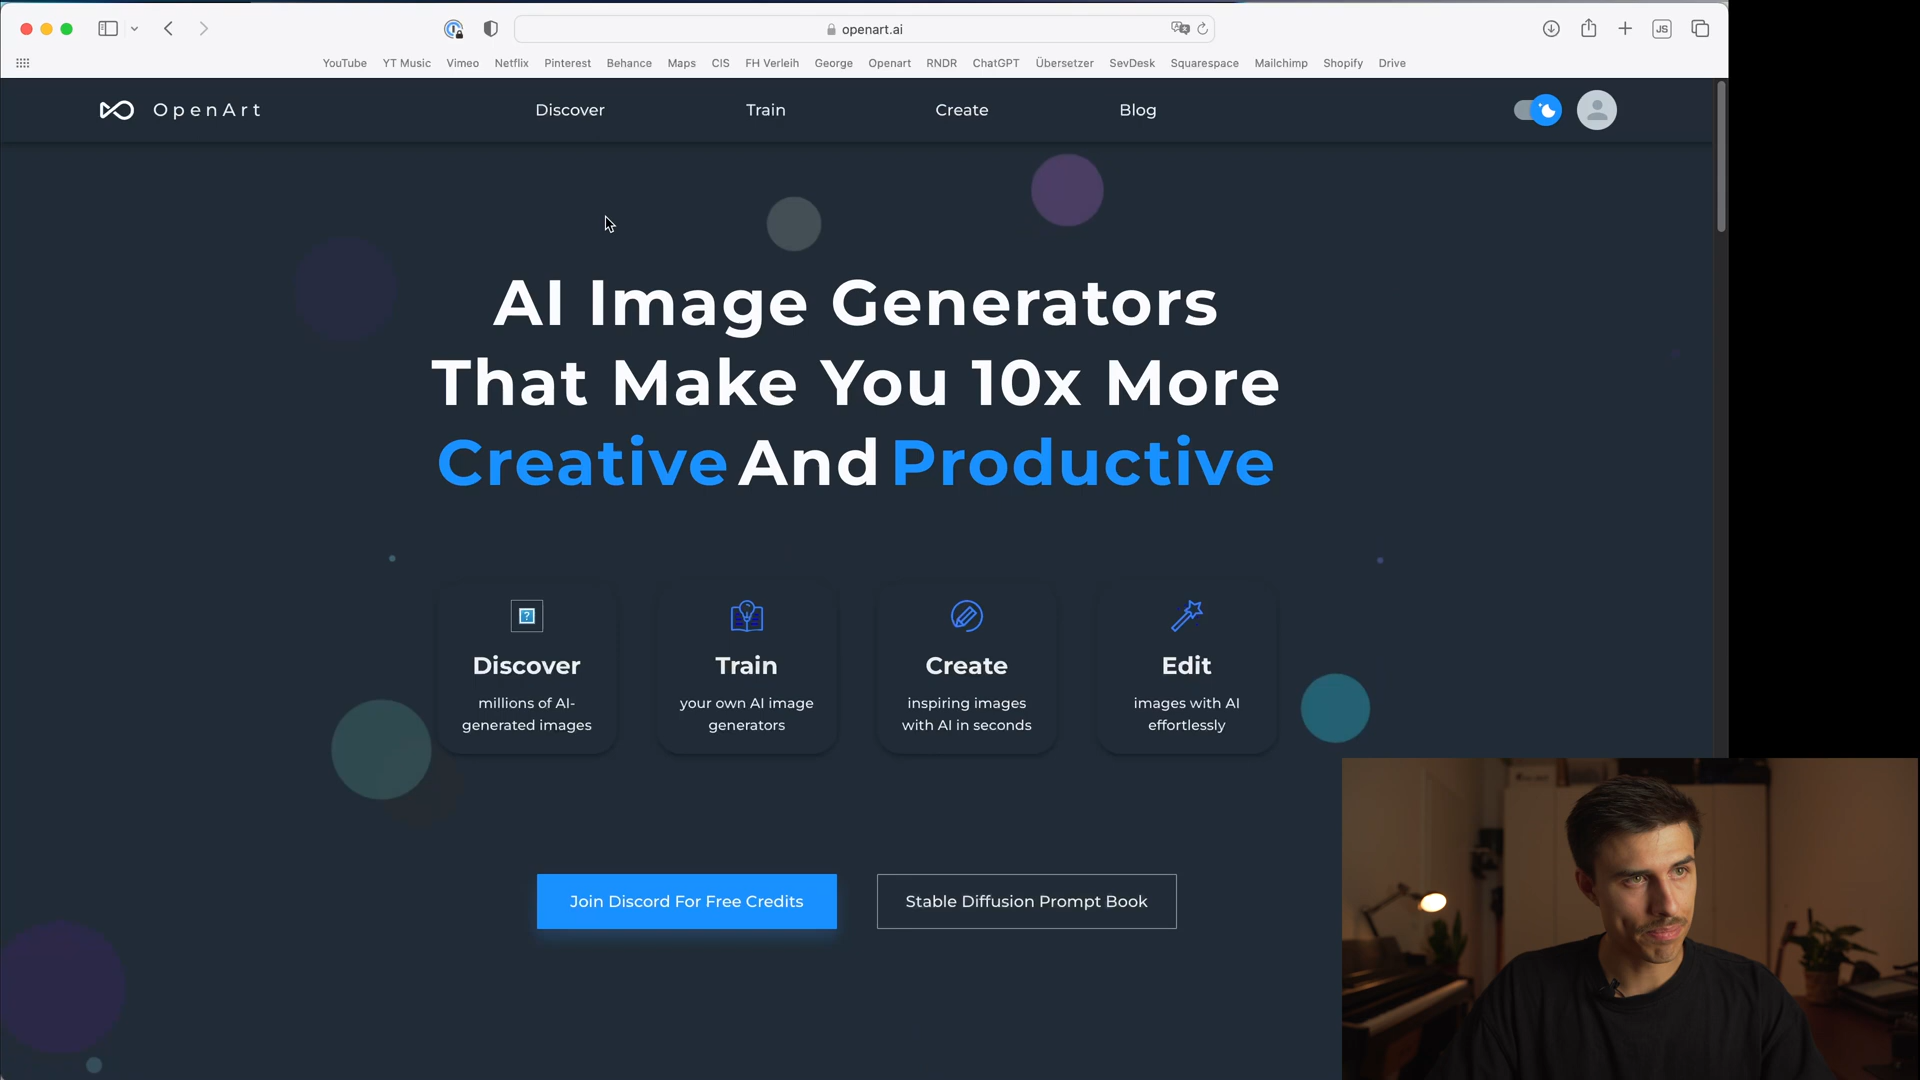 openart.ai
JS
YouTube YT Music Vimeo Netflix Pinterest Behance Maps CIS FH Verleih George Openart RNDR ChatGPT Übersetzer SevDesk Squarespace Mailchimp Shopify Drive
OpenArt Discover Train Create Blog
AI Image Generators
That Make You 10x More
Creative And Productive
?
Discover
millions of AI-
generated images
Train
your own AI image
generators
Create
inspiring images
with AI in seconds
Edit
images with AI
effortlessly
Join Discord For Free Credits
Stable Diffusion Prompt Book